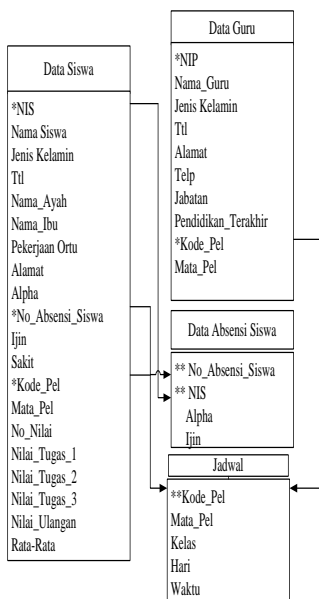 Data Siswa
*NIS
Nama Siswa
Jenis Kelamin
Ttl
Nama_Ayah
Nama_Ibu
Pekerjaan Ortu
Alamat
Alpha
*No_Absensi_Siswa
Ijin
Sakit
*Kode_Pel
Mata_Pel
No_Nilai
Nilai_Tugas_1
Nilai_Tugas_2
Nilai_Tugas_3
Nilai_Ulangan
Rata-Rata
Data Guru
*NIP
Nama_Guru
Jenis Kelamin
Ttl
Alamat
Telp
Jabatan
Pendidikan_Terakhir
*Kode_Pel
Mata_Pel
Data Absensi Siswa
** No_Absensi_Siswa
** NIS
Alpha
Ijin
Jadwal
**Kode_Pel
Mata_Pel
Kelas
Hari
Waktu